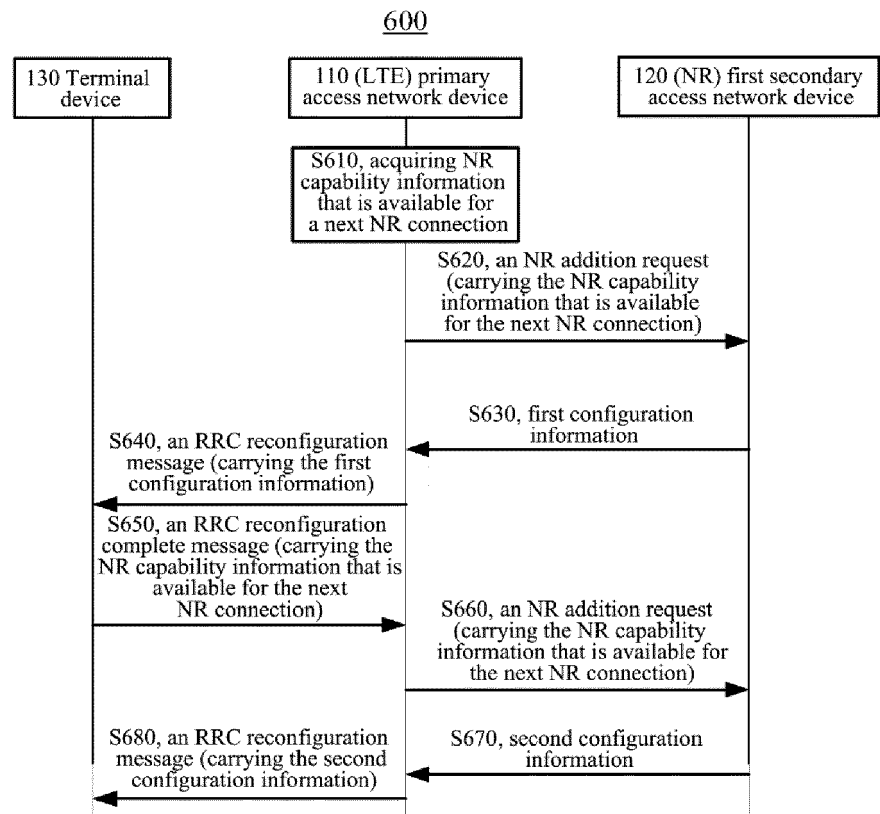 600
130 Terminal
device
110 (LTE) primary
access network device
120 (NR) first secondary
access network device
S610, acquiring NR
capability information
that is available for
a next NR connection
S620, an NR addition request
(carrying the NR capability
information that is available
for the next NR connection)
S630, first configuration
information
S640, an RRC reconfiguration
message (carrying the first
configuration information)
S650, an RRC reconfiguration
complete message (carrying the
NR capability information that is
available for the next
NR connection)
S660, an NR addition request
(carrying the NR capability
information that is available for
the next NR connection)
S670, second configuration
information
S680, an RRC reconfiguration
message (carrying the second
configuration information)